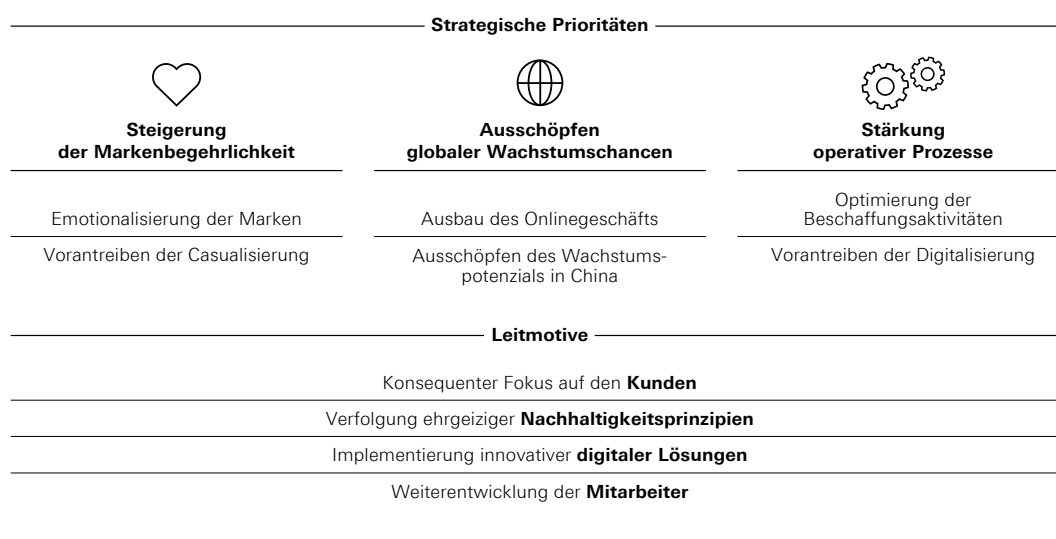 Strategische Prioritäten
Steigerung
der Markenbegehrlichkeit
Emotionalisierung der Marken
Vorantreiben der Casualisierung
Ausschöpfen
globaler Wachstumschancen
Ausbau des Onlinegeschäfts
Ausschöpfen des Wachstums-
potenzials in China
Stärkung
operativer Prozesse
Optimierung der
Beschaffungsaktivitäten
Vorantreiben der Digitalisierung
Leitmotive
Konsequenter Fokus auf den Kunden
Verfolgung ehrgeiziger Nachhaltigkeitsprinzipien
Implementierung innovativer digitaler Lösungen
Weiterentwicklung der Mitarbeiter